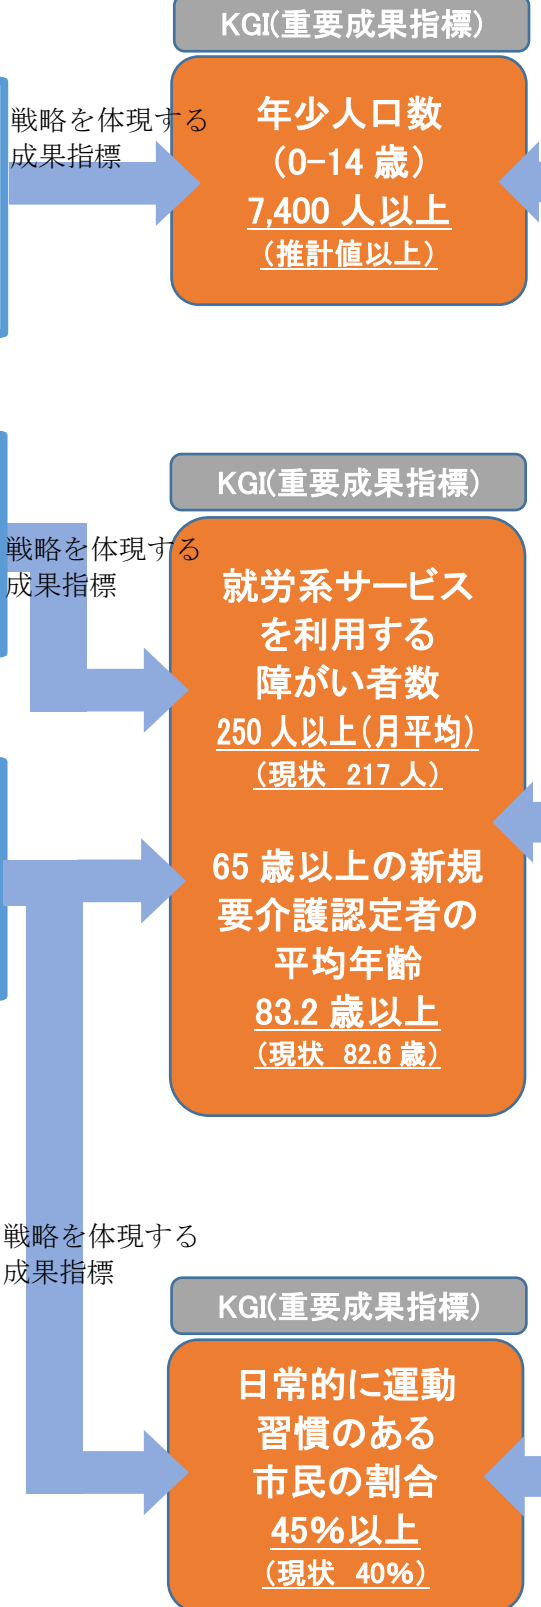 KGI(重要成果指標)
戦略を体現する
成果指標
年少人口数
(0-14 歳)
7,400 人以上
(推計値以上)
KGI(重要成果指標)
戦略を体現する
成果指標
就労系サービス
を利用する
障がい者数
250 人以上(月平均)
(現状 217 人)
65 歳以上の新規
要介護認定者の
平均年齢
83.2 歳以上
(現状 82.6 歳)
戦略を体現する
成果指標
KGI(重要成果指標)
日常的に運動
習慣のある
市民の割合
45%以上
(現状 40%)